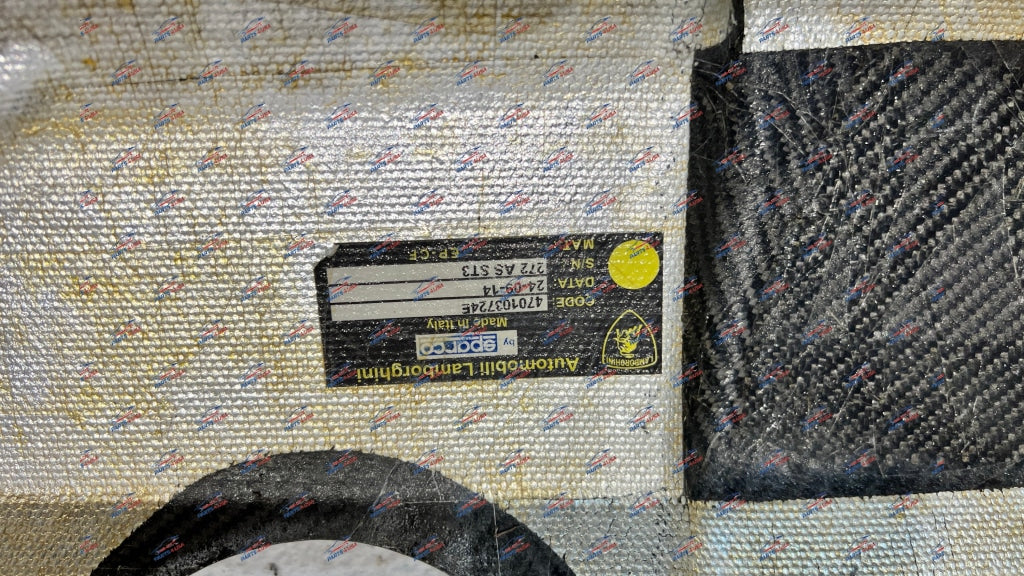 Automobili Lamborghini
LAMBORGHINI
sparco by
Made in Italy
CODE 470103724E
DATA 24-09-14
S/N 272 AS ST3
MAT. EP-CF